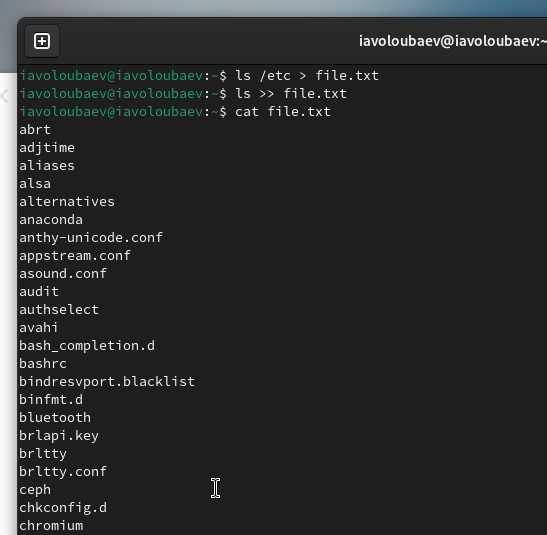 iavoloubaev@iavoloubaev:~
iavoloubaev@iavoloubaev:~$ ls /etc > file.txt
iavoloubaev@iavoloubaev:~$ ls >> file.txt
iavoloubaev@iavoloubaev:~$ cat file.txt
abrt
adjtime
aliases
alsa
alternatives
anaconda
anthy-unicode.conf
appstream.conf
asound.conf
audit
authselect
avahi
bash_completion.d
bashrc
bindresvport.blacklist
binfmt.d
bluetooth
brlapi.key
brltty
brltty.conf
ceph
chkconfig.d
chromium